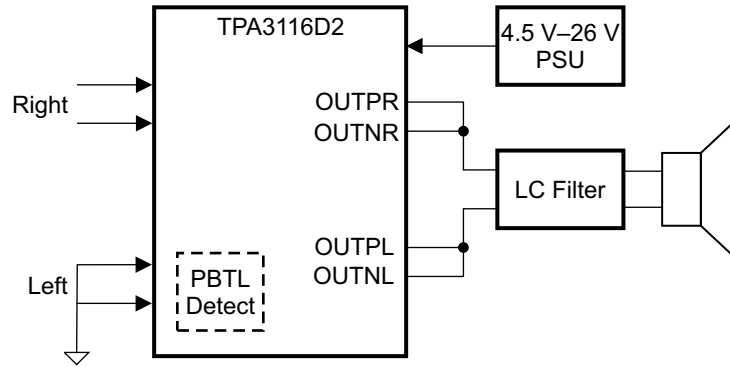 TPA3116D2
4.5 V–26 V
PSU
Right
OUTPR
OUTNR
LC Filter
OUTPL
OUTNL
Left
PBTL
Detect